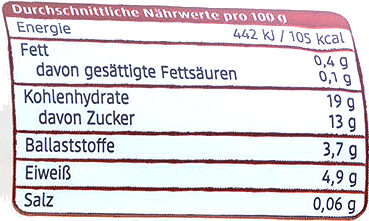 Durchschnittliche Nährwerte pro 100 g
Energie 442 kJ / 105 kcal
Fett 0,4 g
davon gesättigte Fettsäuren 0,1 g
Kohlenhydrate 19 g
davon Zucker 13 g
Ballaststoffe 3,7 g
Eiweiß 4,9 g
Salz 0,06 g